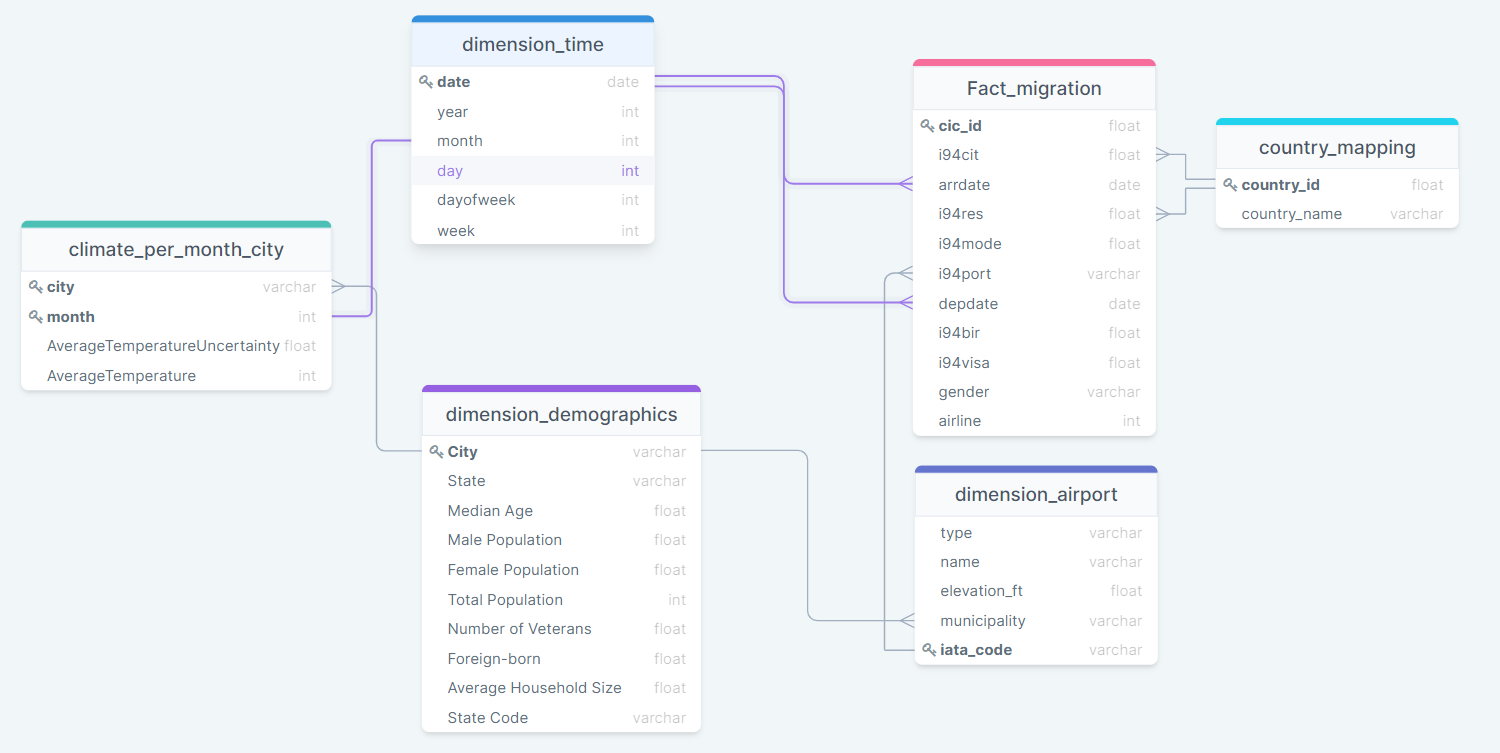 dimension_time
date date
year int
month int
day int
dayofweek int
week int
Fact_migration
cic_id float
i94cit float
arrdate date
i94res float
i94mode float
i94port varchar
depdate date
i94bir float
i94visa float
gender varchar
airline int
country_mapping
country_id float
country_name varchar
climate_per_month_city
city varchar
month int
AverageTemperatureUncertainty float
AverageTemperature int
dimension_demographics
City varchar
State varchar
Median Age float
Male Population float
Female Population float
Total Population int
Number of Veterans float
Foreign-born float
Average Household Size float
State Code varchar
dimension_airport
type varchar
name varchar
elevation_ft float
municipality varchar
iata_code varchar